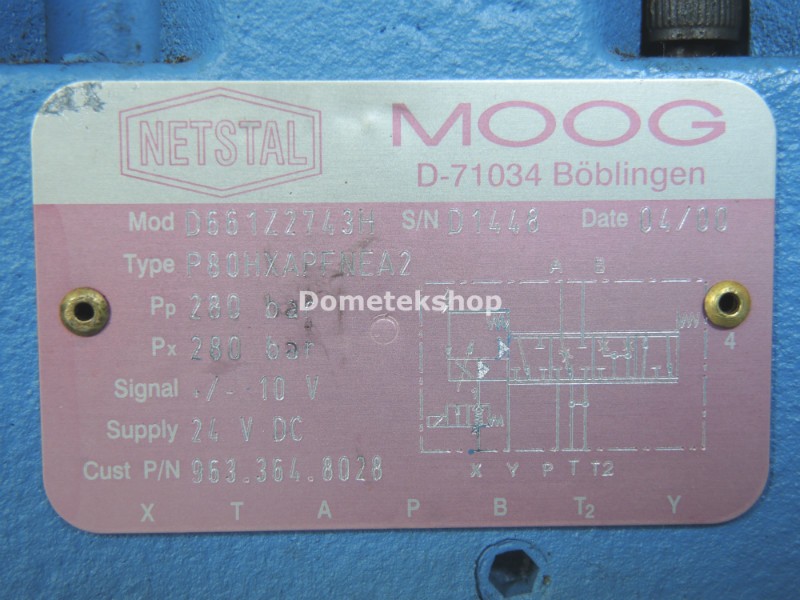 NETSTAL MOOG
D-71034 Böblingen
Mod D661Z2743H S/N D1448 Date 04/00
Type P80HXAPFNEA2
A B
Pp 280 bar
Dometekshop
Px 280 bar
4
Signal +/- 10 V
Supply 24 V DC
Cust P/N 963.364.8028
X Y P T T2
X T A P B T2 Y